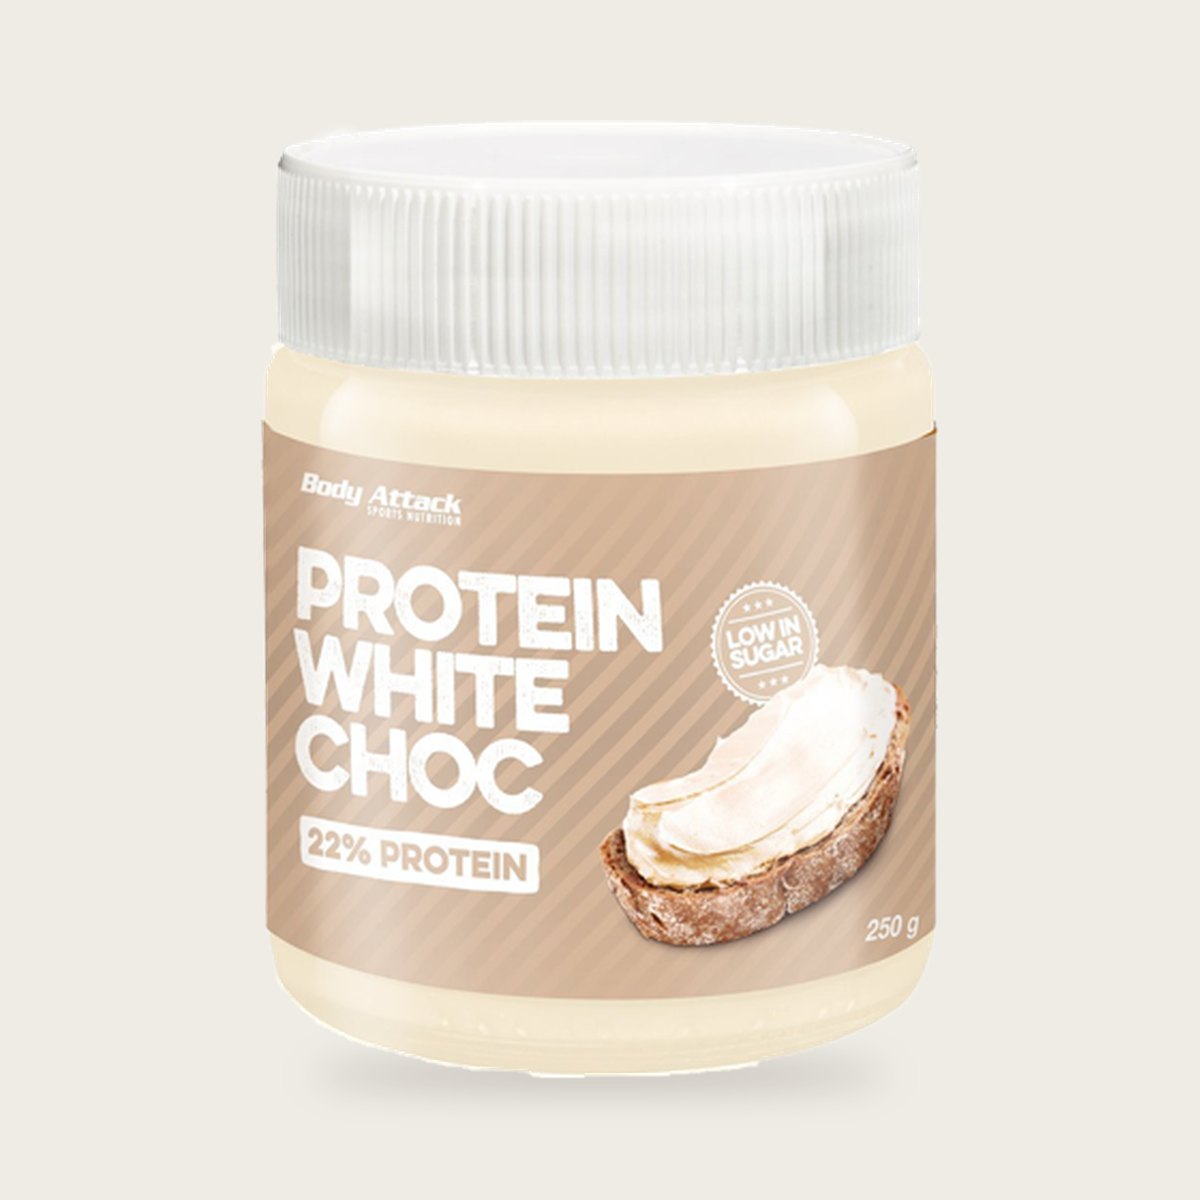 Body Attack
SPORTS NUTRITION
PROTEIN
WHITE
CHOC
22% PROTEIN
LOW IN
SUGAR
250 g